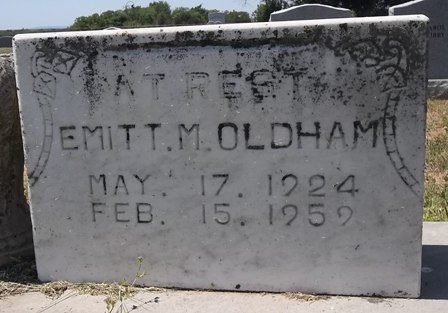 AT REST
EMITT. M. OLDHAM
MAY. 17. 1924
FEB. 15. 1959